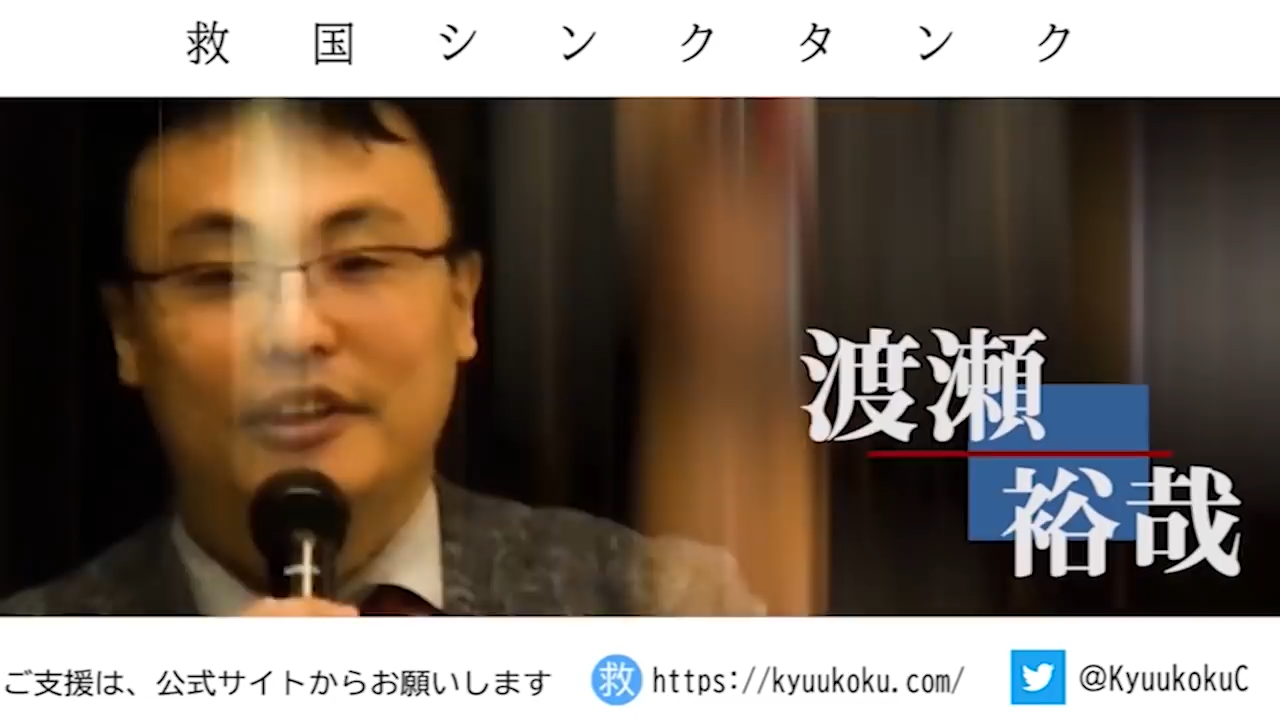 救国シンクタンク
渡瀬
裕哉
ご支援は、公式サイトからお願いします 救 https://kyuukoku.com/ @KyuukokuC